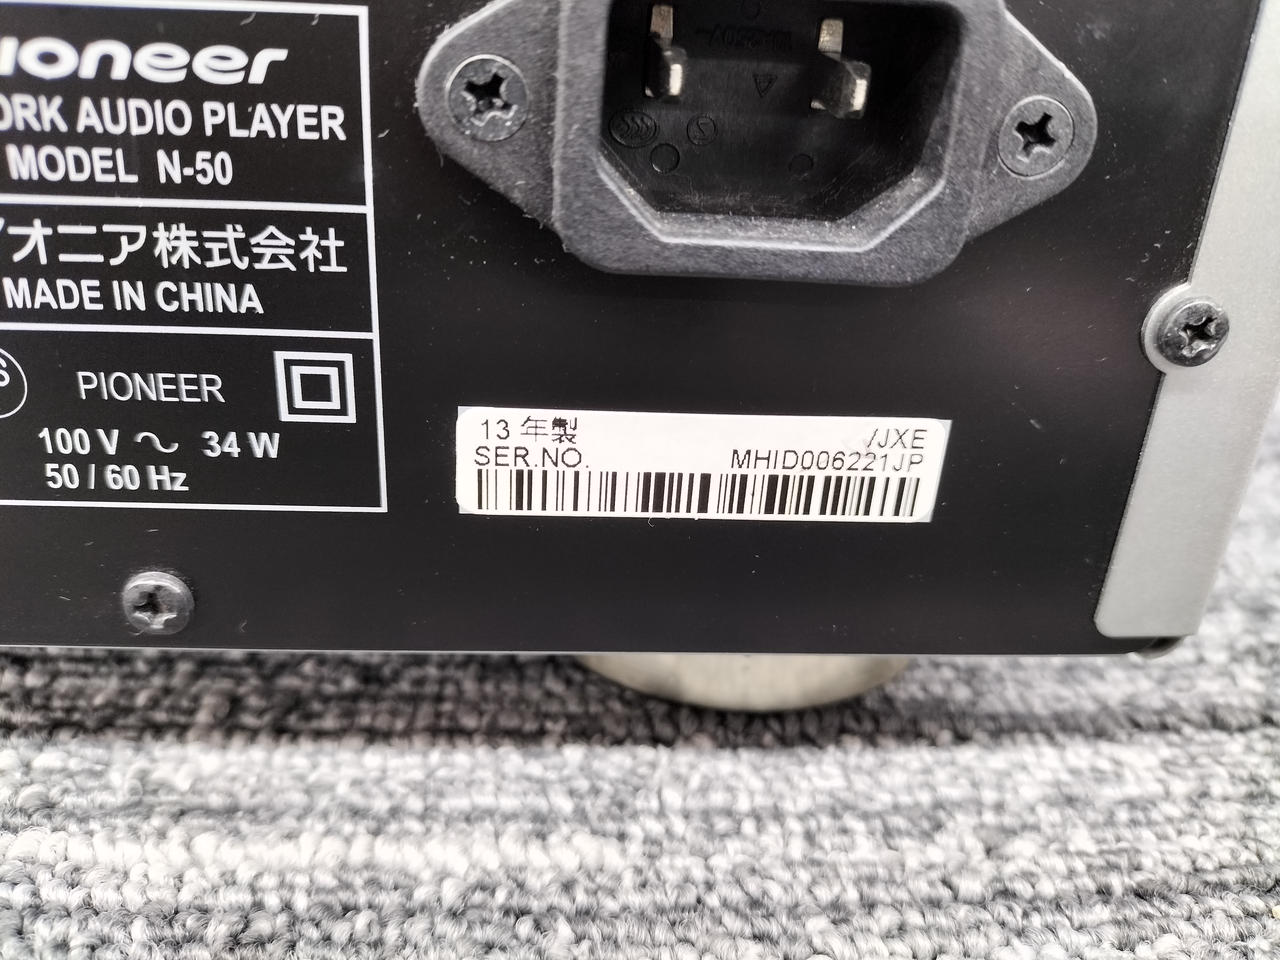 ioneer
ORK AUDIO PLAYER
MODEL N-50
イオニア株式会社
MADE IN CHINA
S
PIONEER
100 V ～ 34 W
50 / 60 Hz
13 年製 /JXE
SER.NO. MHID006221JP